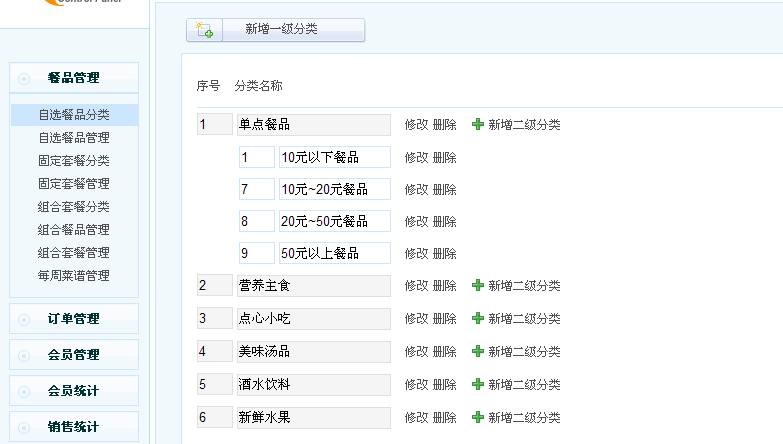 Control Panel
新增一级分类
餐品管理
自选餐品分类
自选餐品管理
固定套餐分类
固定套餐管理
组合套餐分类
组合餐品管理
组合套餐管理
每周菜谱管理
订单管理
会员管理
会员统计
销售统计
序号 分类名称
1 单点餐品 修改 删除 新增二级分类
1 10元以下餐品 修改 删除
7 10元~20元餐品 修改 删除
8 20元~50元餐品 修改 删除
9 50元以上餐品 修改 删除
2 营养主食 修改 删除 新增二级分类
3 点心小吃 修改 删除 新增二级分类
4 美味汤品 修改 删除 新增二级分类
5 酒水饮料 修改 删除 新增二级分类
6 新鲜水果 修改 删除 新增二级分类